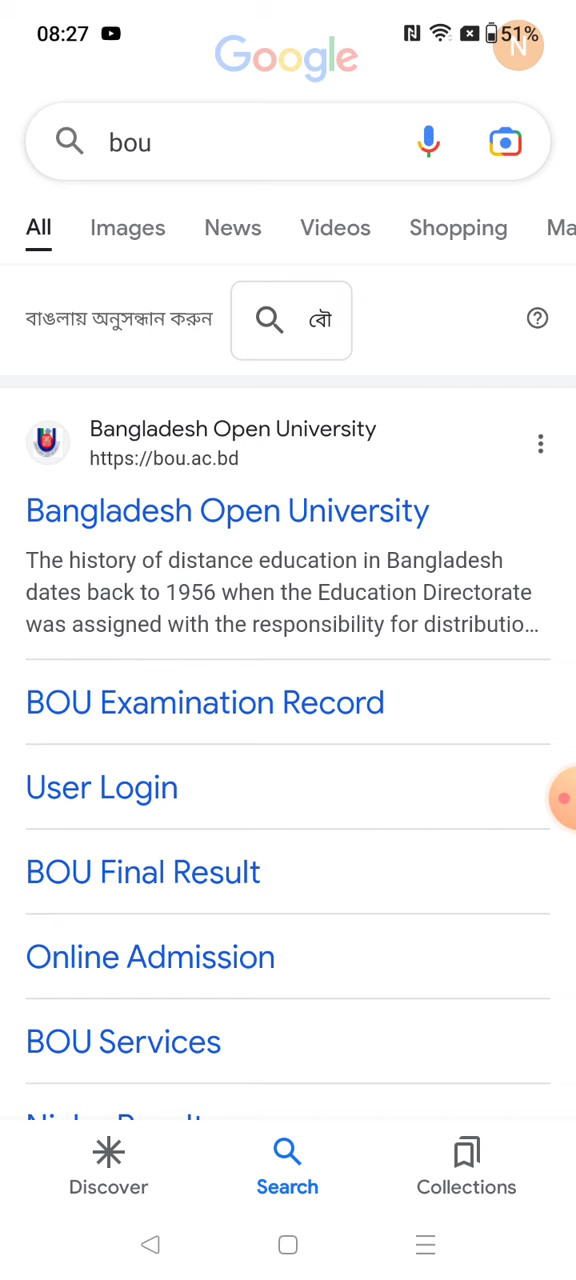 08:27
51%
N
Google
bou
All Images News Videos Shopping Ma
বাঙলায় অনুসন্ধান করুন বৌ
Bangladesh Open University
https://bou.ac.bd
Bangladesh Open University
The history of distance education in Bangladesh
dates back to 1956 when the Education Directorate
was assigned with the responsibility for distributio...
BOU Examination Record
User Login
BOU Final Result
Online Admission
BOU Services
Discover Search Collections